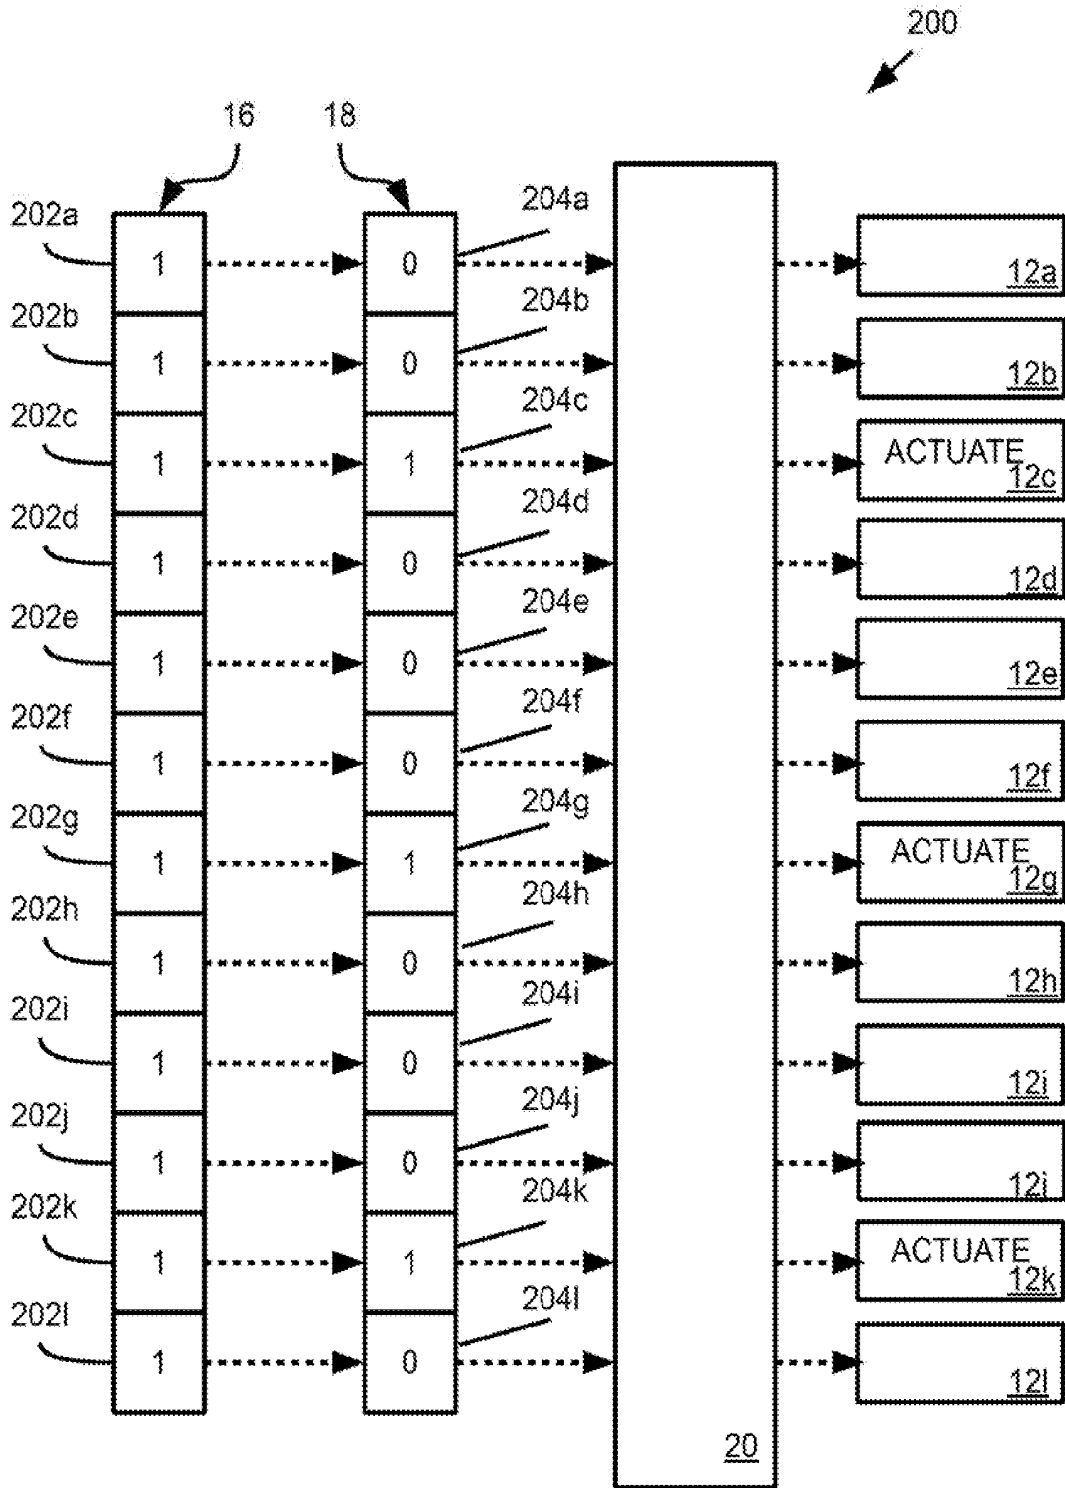 200
16 18
202a 1 0 204a 12a
202b 1 0 204b 12b
202c 1 1 204c ACTUATE 12c
202d 1 0 204d 12d
202e 1 0 204e 12e
202f 1 0 204f 12f
202g 1 1 204g ACTUATE 12g
202h 1 0 204h 12h
202i 1 0 204i 12i
202j 1 0 204j 12j
202k 1 1 204k ACTUATE 12k
202l 1 0 204l 12l
20